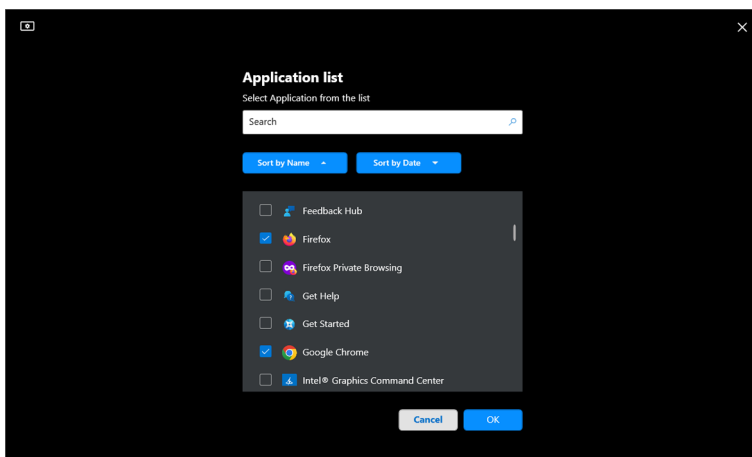 Application list
Select Application from the list
Search
Sort by Name
Sort by Date
Feedback Hub
Firefox
Firefox Private Browsing
Get Help
Get Started
Google Chrome
Intel® Graphics Command Center
Cancel
OK